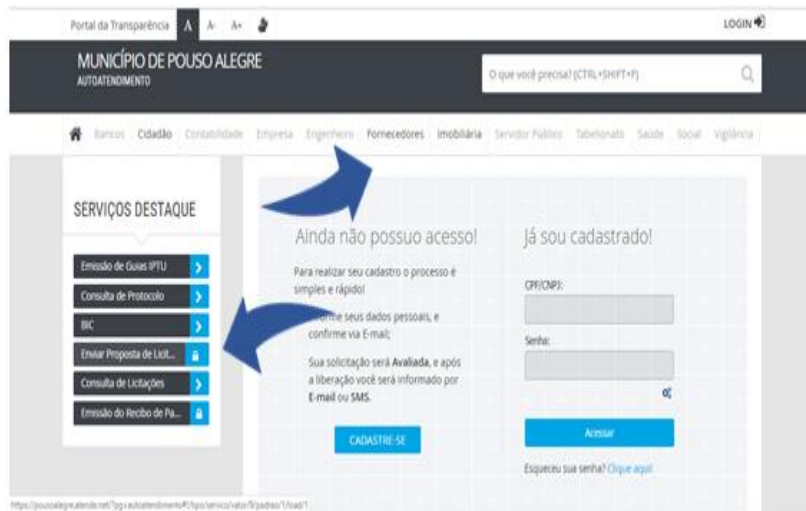 Portal da Transparência A A- A+ LOGIN
MUNICÍPIO DE POUSO ALEGRE
AUTOATENDIMENTO
O que você precisa? (CTRL+SHIFT+F)
Bancos Cidadão Contabilidade Empresa Engenheiro Fornecedores Imobiliária Servidor Público Tabelionato Saúde Social Vigilância
SERVIÇOS DESTAQUE
Emissão de Guias IPTU
Consulta de Protocolo
BIC
Enviar Proposta de Licit...
Consulta de Licitações
Emissão do Recibo de Pa...
Ainda não possuo acesso!
Para realizar seu cadastro o processo é
simples e rápido!
seus dados pessoais, e
confirme via E-mail;
Sua solicitação será Avaliada, e após
a liberação você será informado por
E-mail ou SMS.
CADASTRE-SE
Já sou cadastrado!
CPF/CNPJ:
Senha:
Acessar
Esqueceu sua senha? Clique aqui!